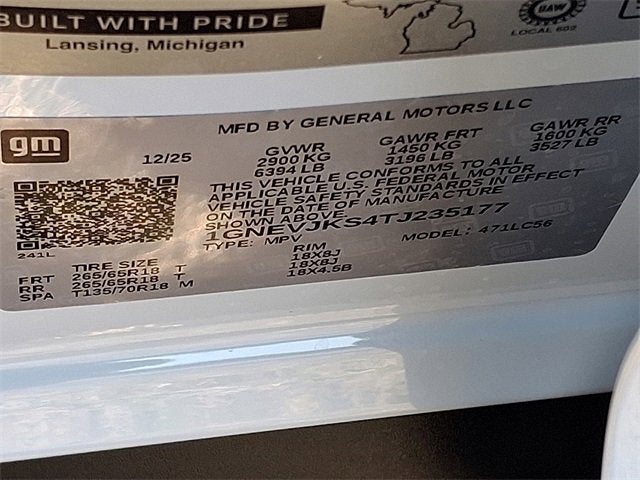 BUILT WITH PRIDE
Lansing, Michigan
UAW
LOCAL 602
gm
MFD BY GENERAL MOTORS LLC
12/25
GVWR GAWR FRT GAWR RR
2900 KG 1450 KG 1600 KG
6394 LB 3196 LB 3527 LB
THIS VEHICLE CONFORMS TO ALL
APPLICABLE U.S. FEDERAL MOTOR
VEHICLE SAFETY STANDARDS IN EFFECT
ON THE DATE OF MANUFACTURE
SHOWN ABOVE.
1GNEVJKS4TJ235177
TYPE: MPV MODEL: 471LC56
241L
TIRE SIZE RIM
FRT 265/65R18 T 18X8J
RR 265/65R18 T 18X8J
SPA T135/70R18 M 18X4.5B